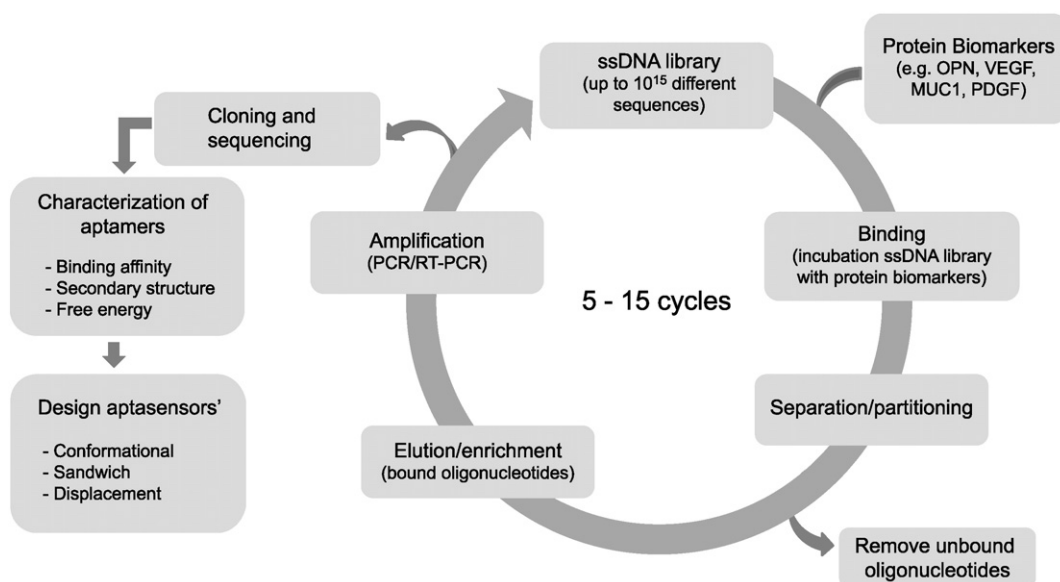 ssDNA library
(up to 10¹⁵ different
sequences)
Protein Biomarkers
(e.g. OPN, VEGF,
MUC1, PDGF)
Binding
(incubation ssDNA library
with protein biomarkers)
Separation/partitioning
Remove unbound
oligonucleotides
Elution/enrichment
(bound oligonucleotides)
Amplification
(PCR/RT-PCR)
5 - 15 cycles
Cloning and
sequencing
Characterization of
aptamers
- Binding affinity
- Secondary structure
- Free energy
Design aptasensors'
- Conformational
- Sandwich
- Displacement